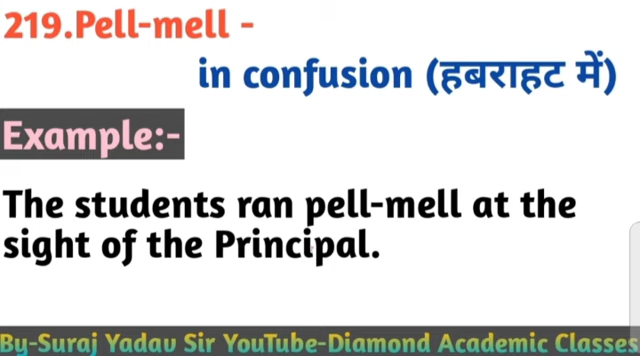 219.Pell-mell -
in confusion (हबराहट में)
Example:-
The students ran pell-mell at the
sight of the Principal.
By-Suraj Yadav Sir YouTube-Diamond Academic Classes